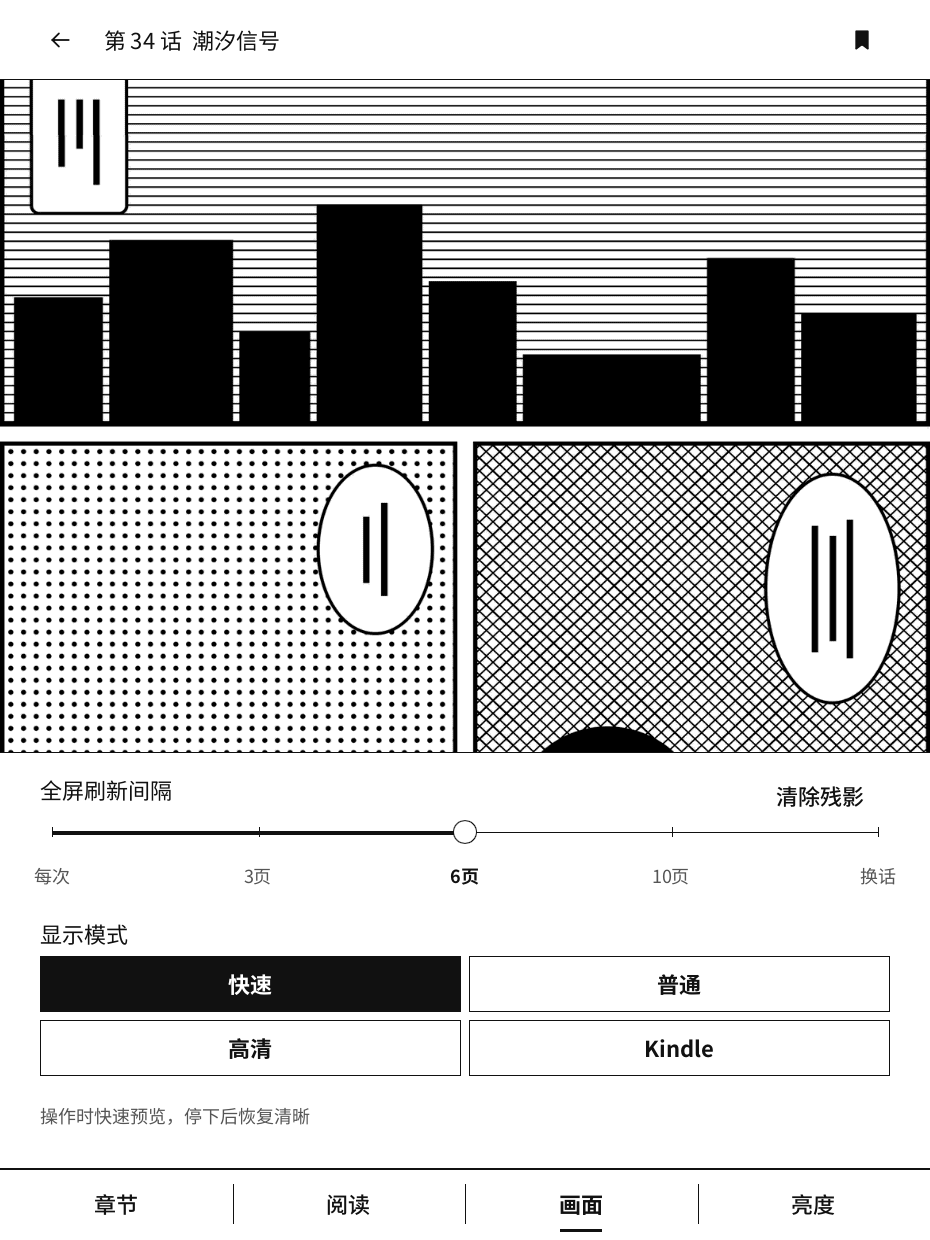 第 34 话 潮汐信号
全屏刷新间隔
清除残影
每次 3页 6页 10页 换话
显示模式
快速 普通
高清 Kindle
操作时快速预览，停下后恢复清晰
章节 阅读 画面 亮度